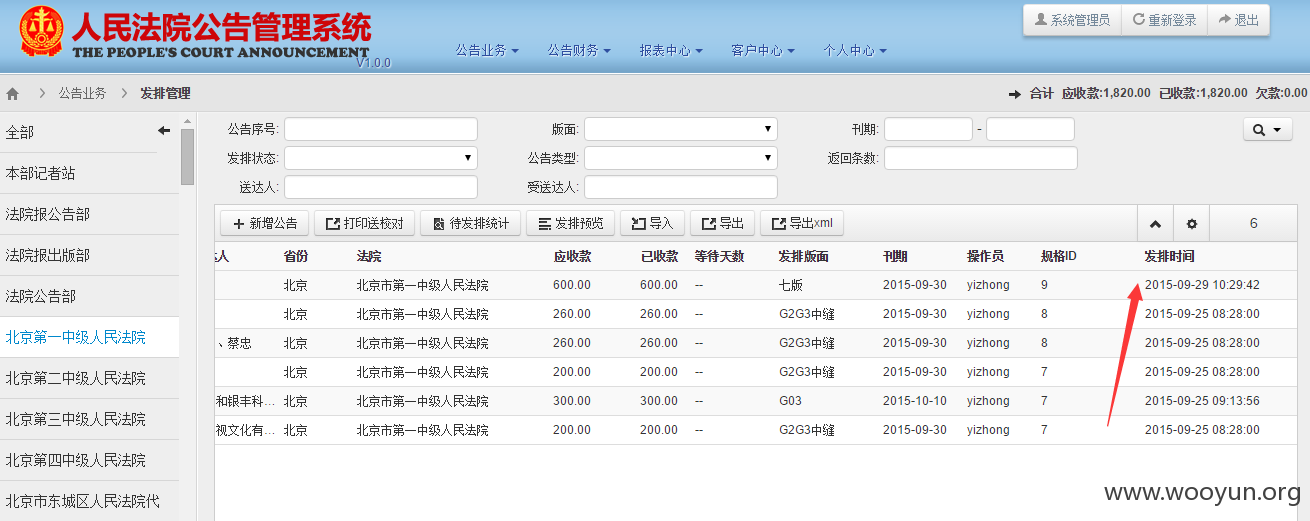 人民法院公告管理系统
THE PEOPLE'S COURT ANNOUNCEMENT
V1.0.0
系统管理员 重新登录 退出
公告业务 公告财务 报表中心 客户中心 个人中心
公告业务 发排管理
合计 应收款:1,820.00 已收款:1,820.00 欠款:0.00
全部
本部记者站
法院报公告部
法院报出版部
法院公告部
北京第一中级人民法院
北京第二中级人民法院
北京第三中级人民法院
北京第四中级人民法院
北京市东城区人民法院代
公告序号: 版面: 刊期: -
发排状态: 公告类型: 返回条数:
送达人: 受送达人:
新增公告 打印送校对 待发排统计 发排预览 导入 导出 导出xml 6
人 省份 法院 应收款 已收款 等待天数 发排版面 刊期 操作员 规格ID 发排时间
北京 北京市第一中级人民法院 600.00 600.00 -- 七版 2015-09-30 yizhong 9 2015-09-29 10:29:42
北京 北京市第一中级人民法院 260.00 260.00 -- G2G3中缝 2015-09-30 yizhong 8 2015-09-25 08:28:00
、蔡忠 北京 北京市第一中级人民法院 260.00 260.00 -- G2G3中缝 2015-09-30 yizhong 8 2015-09-25 08:28:00
北京 北京市第一中级人民法院 200.00 200.00 -- G2G3中缝 2015-09-30 yizhong 7 2015-09-25 08:28:00
和银丰科... 北京 北京市第一中级人民法院 300.00 300.00 -- G03 2015-10-10 yizhong 7 2015-09-25 09:13:56
视文化有... 北京 北京市第一中级人民法院 200.00 200.00 -- G2G3中缝 2015-09-30 yizhong 7 2015-09-25 08:28:00
www.wooyun.org